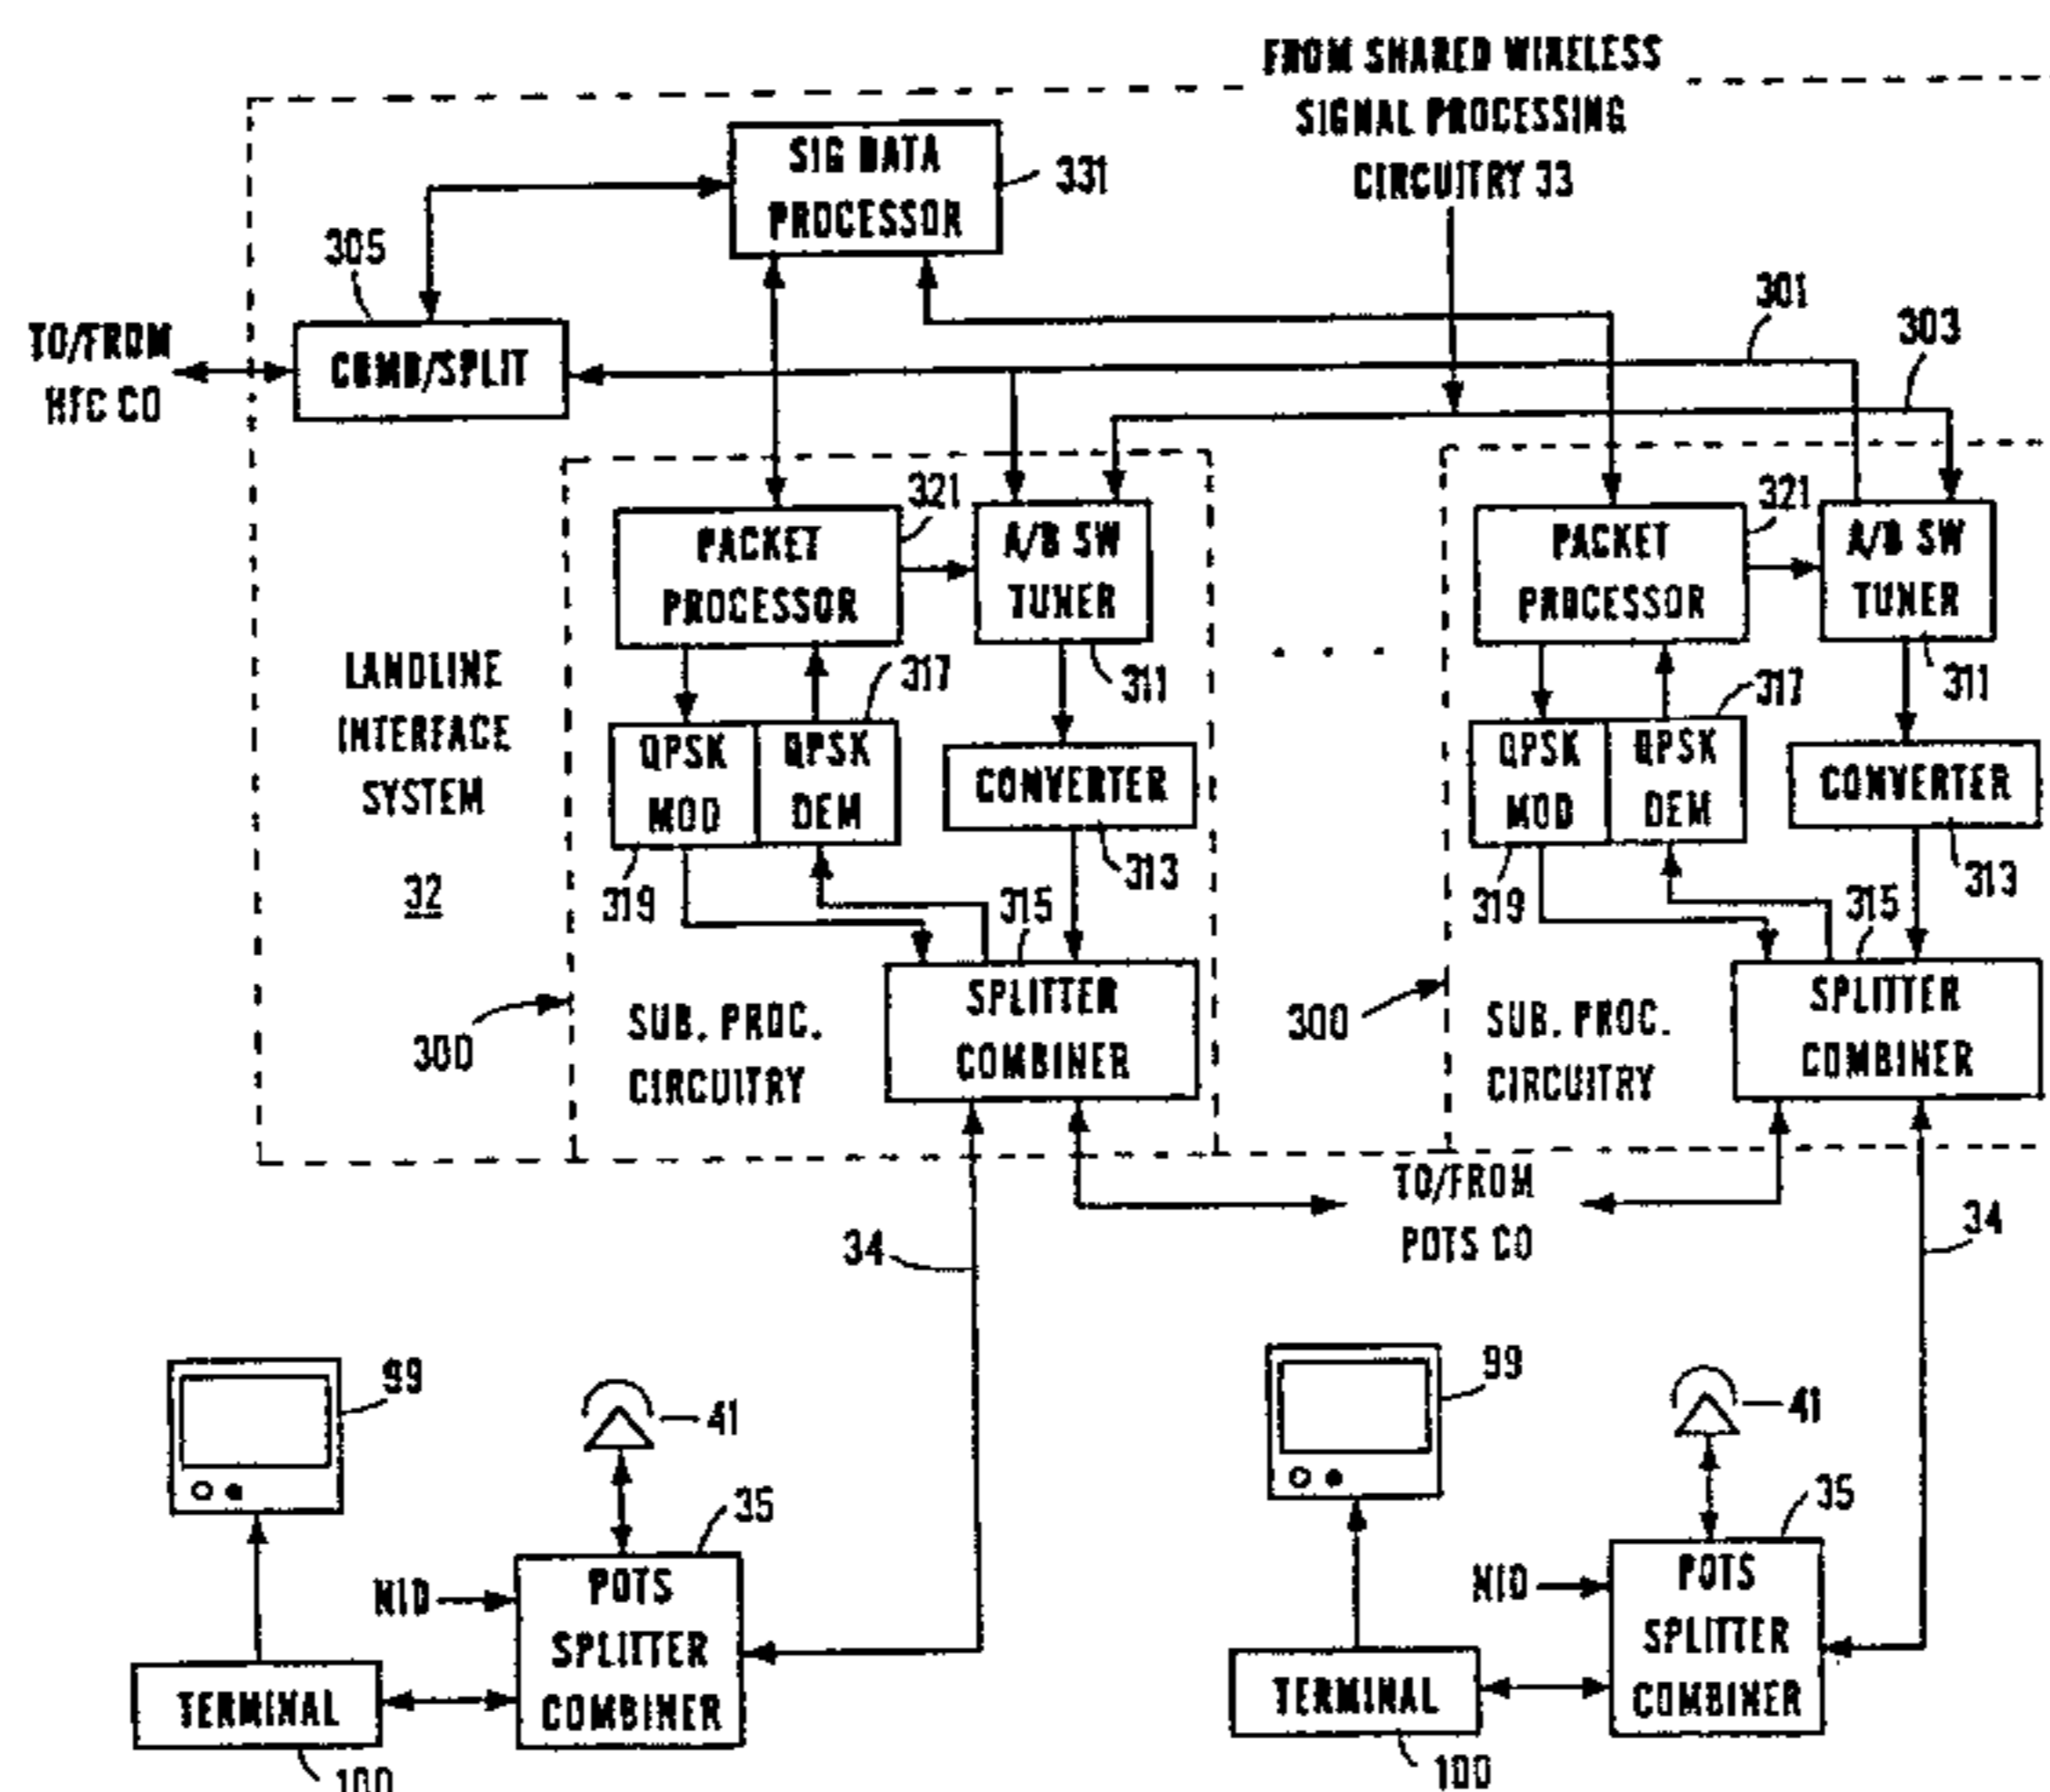 FROM SHARED WIRELESS
SIGNAL PROCESSING
CIRCUITRY 33
SIG DATA
PROCESSOR
331
305
301
303
TO/FROM
HFC CO
COMB/SPLIT
321
PACKET
PROCESSOR
A/B SW
TUNER
321
PACKET
PROCESSOR
A/B SW
TUNER
LANDLINE
INTERFACE
SYSTEM
32
317
311
. . .
317
311
QPSK
MOD
QPSK
DEM
CONVERTER
QPSK
MOD
QPSK
DEM
CONVERTER
319
315
313
319
315
313
300
SUB. PROC.
CIRCUITRY
SPLITTER
COMBINER
300
SUB. PROC.
CIRCUITRY
SPLITTER
COMBINER
TO/FROM
POTS CO
34
34
99
41
35
99
41
35
NID
POTS
SPLITTER
COMBINER
NID
POTS
SPLITTER
COMBINER
TERMINAL
TERMINAL
100
100